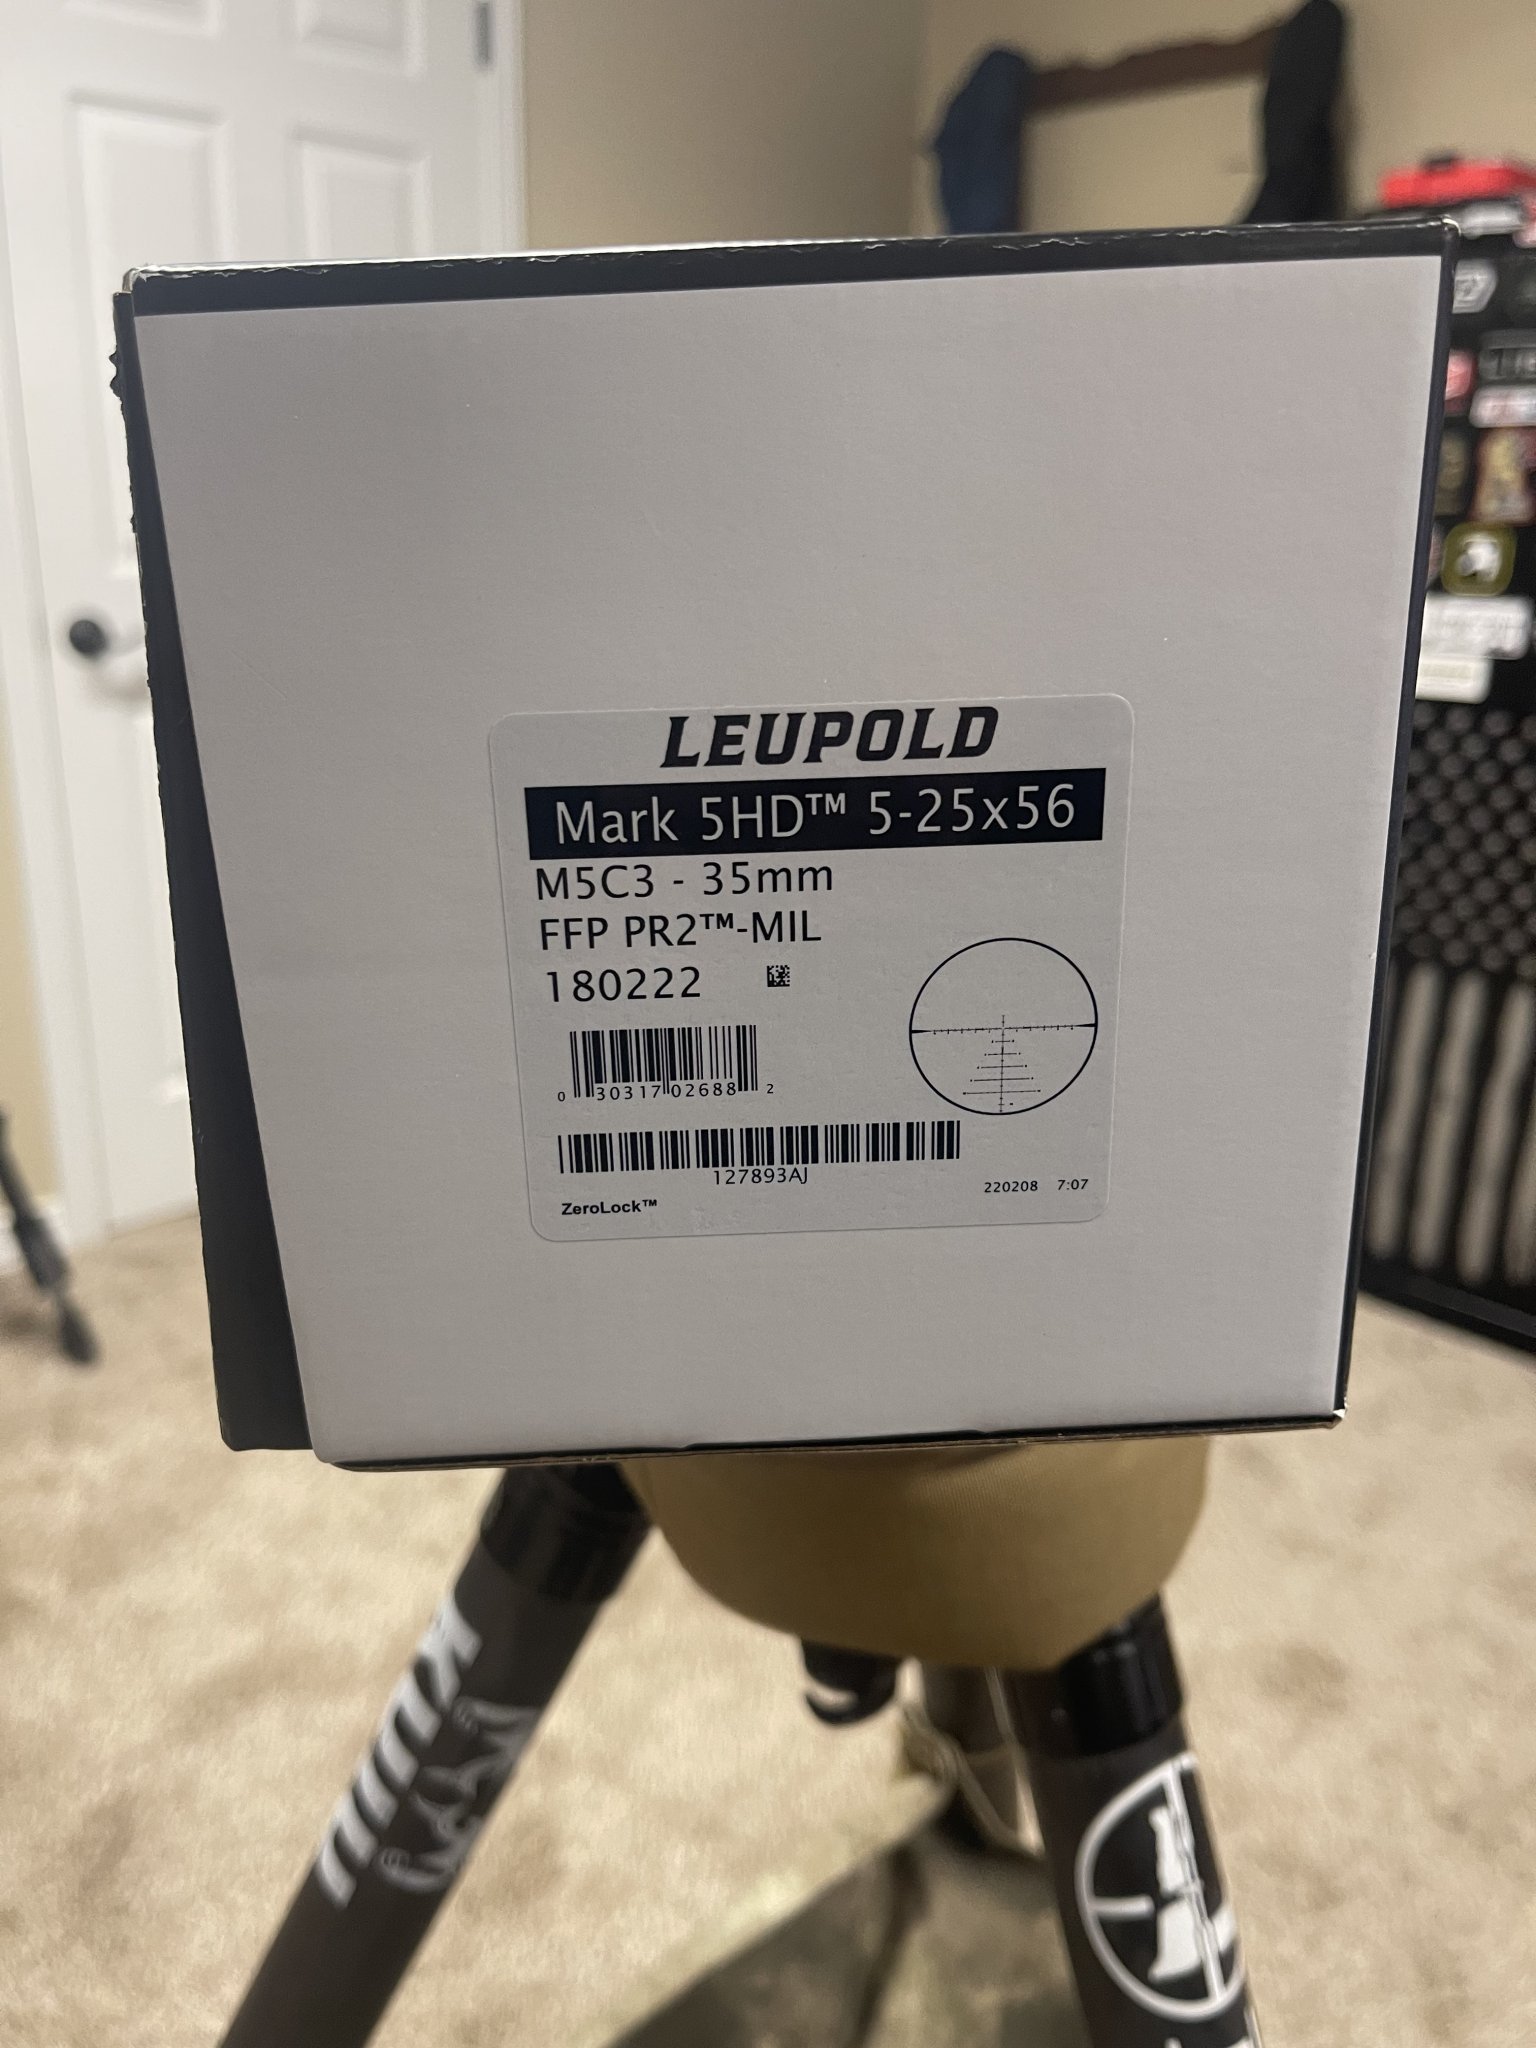 LEUPOLD
Mark 5HD™ 5-25x56
M5C3 - 35mm
FFP PR2™-MIL
180222
0 30317 02688 2
127893AJ
220208 7:07
ZeroLock™